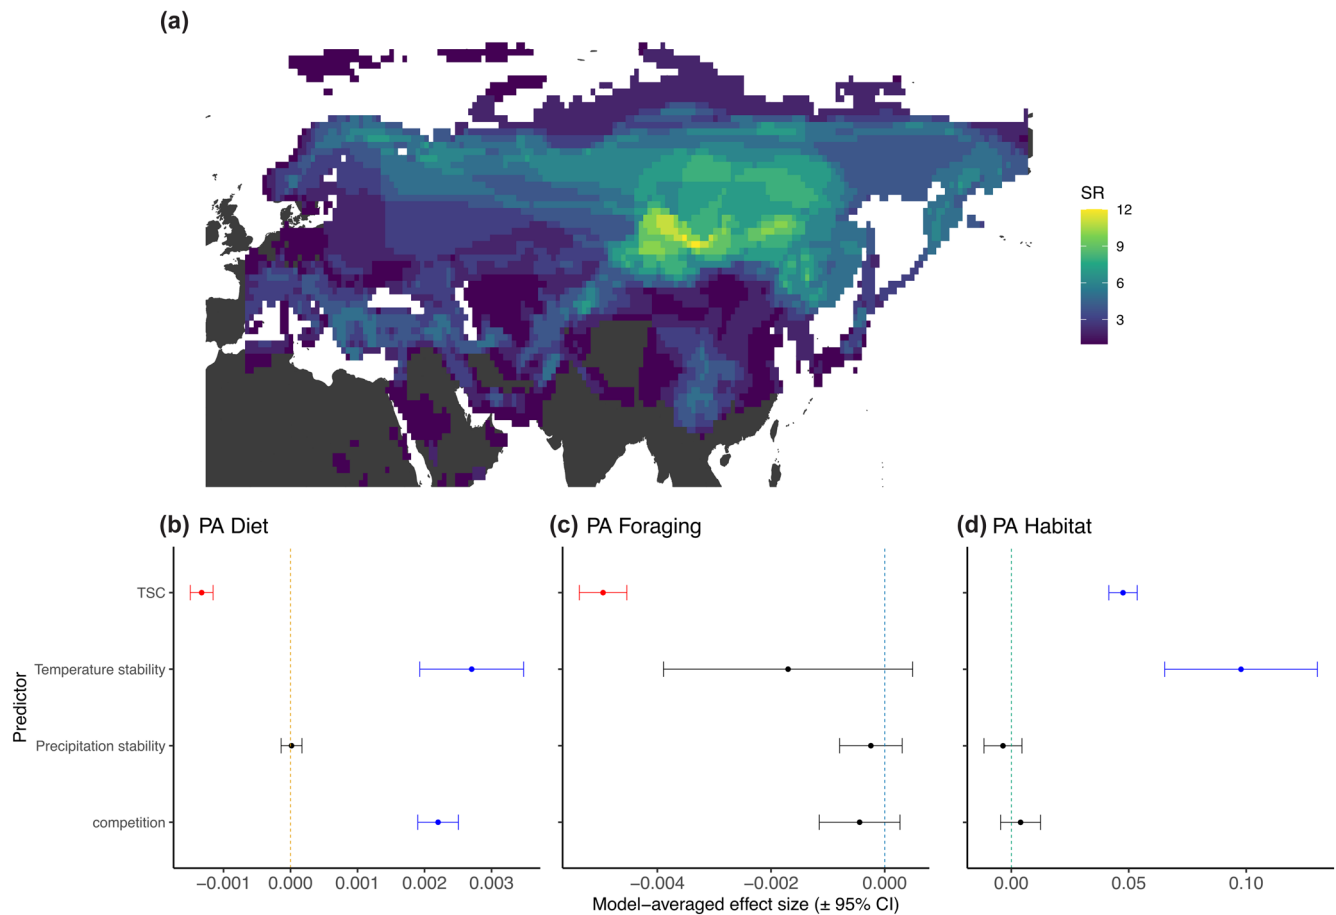 (a)
SR
12
9
6
3
(b) PA Diet
(c) PA Foraging
(d) PA Habitat
Predictor
TSC
Temperature stability
Precipitation stability
competition
−0.001 0.000 0.001 0.002 0.003
−0.004 −0.002 0.000
0.00 0.05 0.10
Model−averaged effect size (± 95% CI)